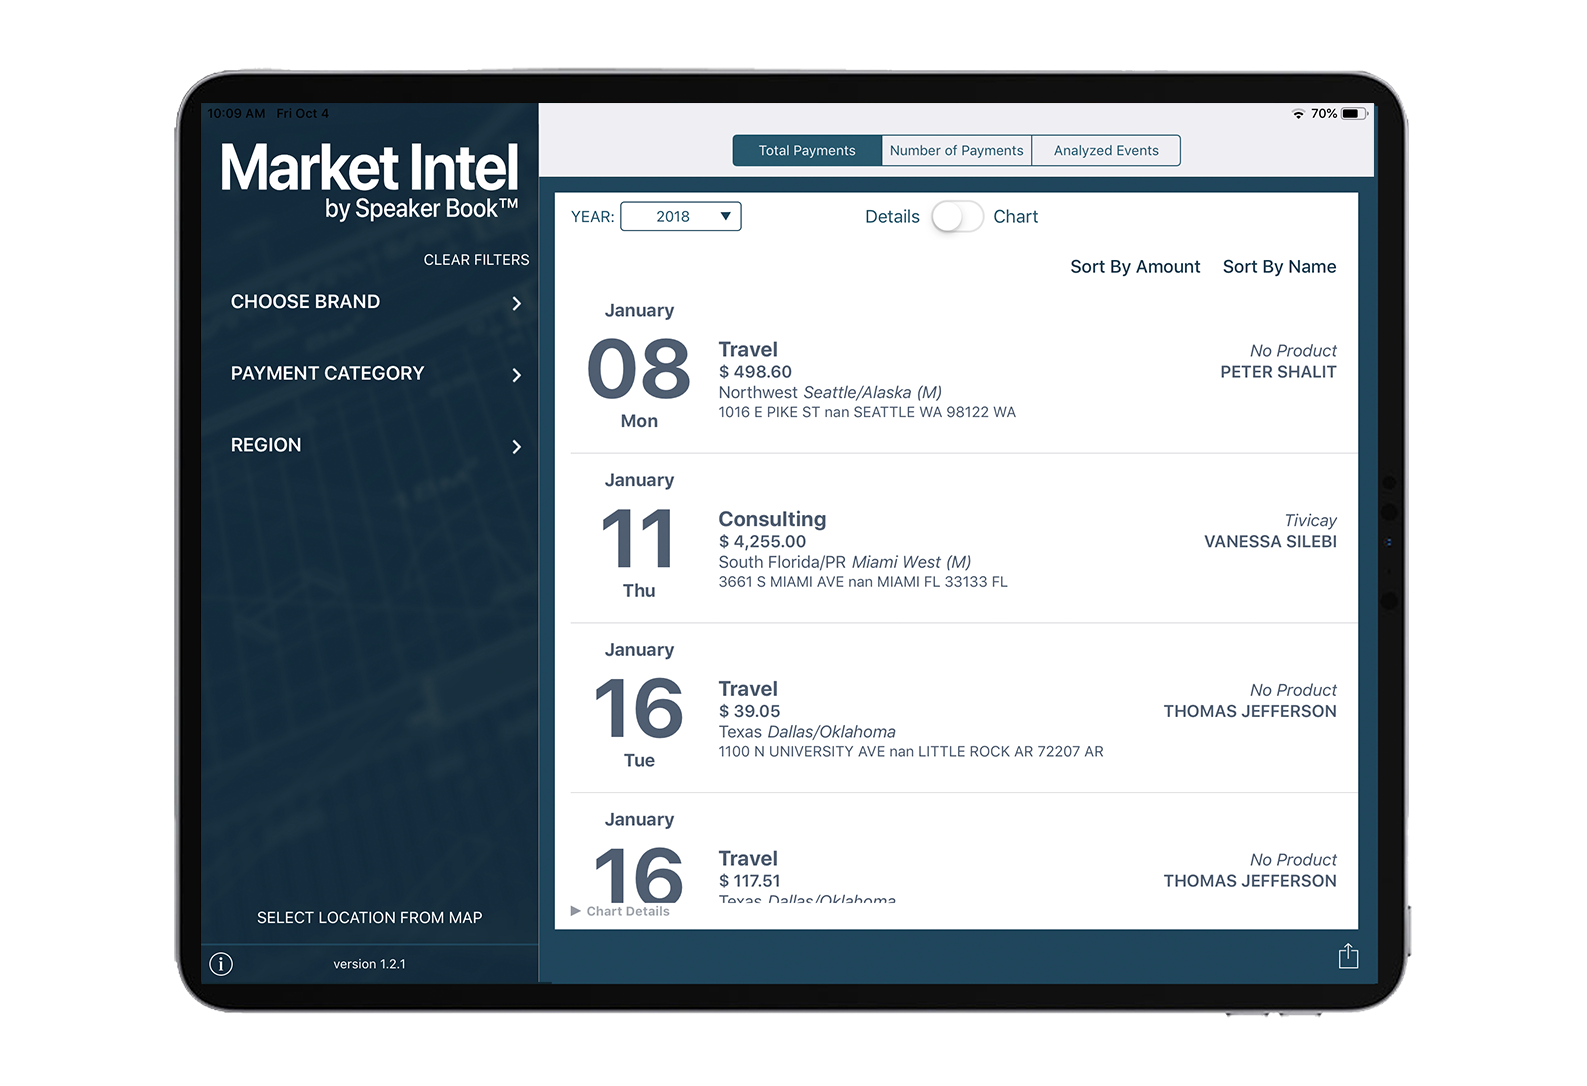 10:09 AM Fri Oct 4
70%
Market Intel
by Speaker Book™
CLEAR FILTERS
CHOOSE BRAND
PAYMENT CATEGORY
REGION
SELECT LOCATION FROM MAP
version 1.2.1
Total Payments
Number of Payments
Analyzed Events
YEAR: 2018 ▼
Details
Chart
Sort By Amount
Sort By Name
January
08
Mon
Travel
$ 498.60
Northwest Seattle/Alaska (M)
1016 E PIKE ST nan SEATTLE WA 98122 WA
No Product
PETER SHALIT
January
11
Thu
Consulting
$ 4,255.00
South Florida/PR Miami West (M)
3661 S MIAMI AVE nan MIAMI FL 33133 FL
Tivicay
VANESSA SILEBI
January
16
Tue
Travel
$ 39.05
Texas Dallas/Oklahoma
1100 N UNIVERSITY AVE nan LITTLE ROCK AR 72207 AR
No Product
THOMAS JEFFERSON
January
16
Travel
$ 117.51
Texas Dallas/Oklahoma
No Product
THOMAS JEFFERSON
▶ Chart Details